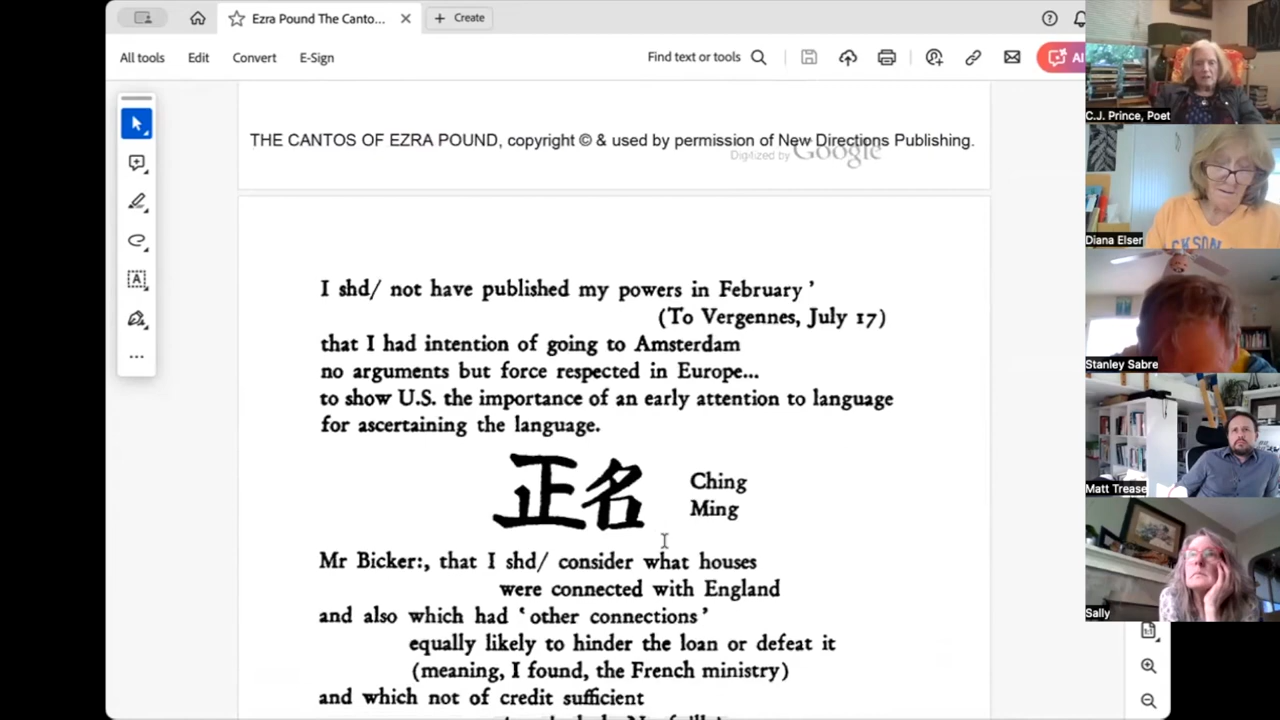 Ezra Pound The Canto...
Create
All tools
Edit
Convert
E-Sign
Find text or tools
AI
THE CANTOS OF EZRA POUND, copyright © & used by permission of New Directions Publishing.
Digitized by Google
I shd/ not have published my powers in February ’
(To Vergennes, July 17)
that I had intention of going to Amsterdam
no arguments but force respected in Europe...
to show U.S. the importance of an early attention to language
for ascertaining the language.
正名
Ching
Ming
Mr Bicker:, that I shd/ consider what houses
were connected with England
and also which had ‘other connections’
equally likely to hinder the loan or defeat it
(meaning, I found, the French ministry)
and which not of credit sufficient
C.J. Prince, Poet
Diana Elser
CKSON
Stanley Sabre
Matt Trease
Sally